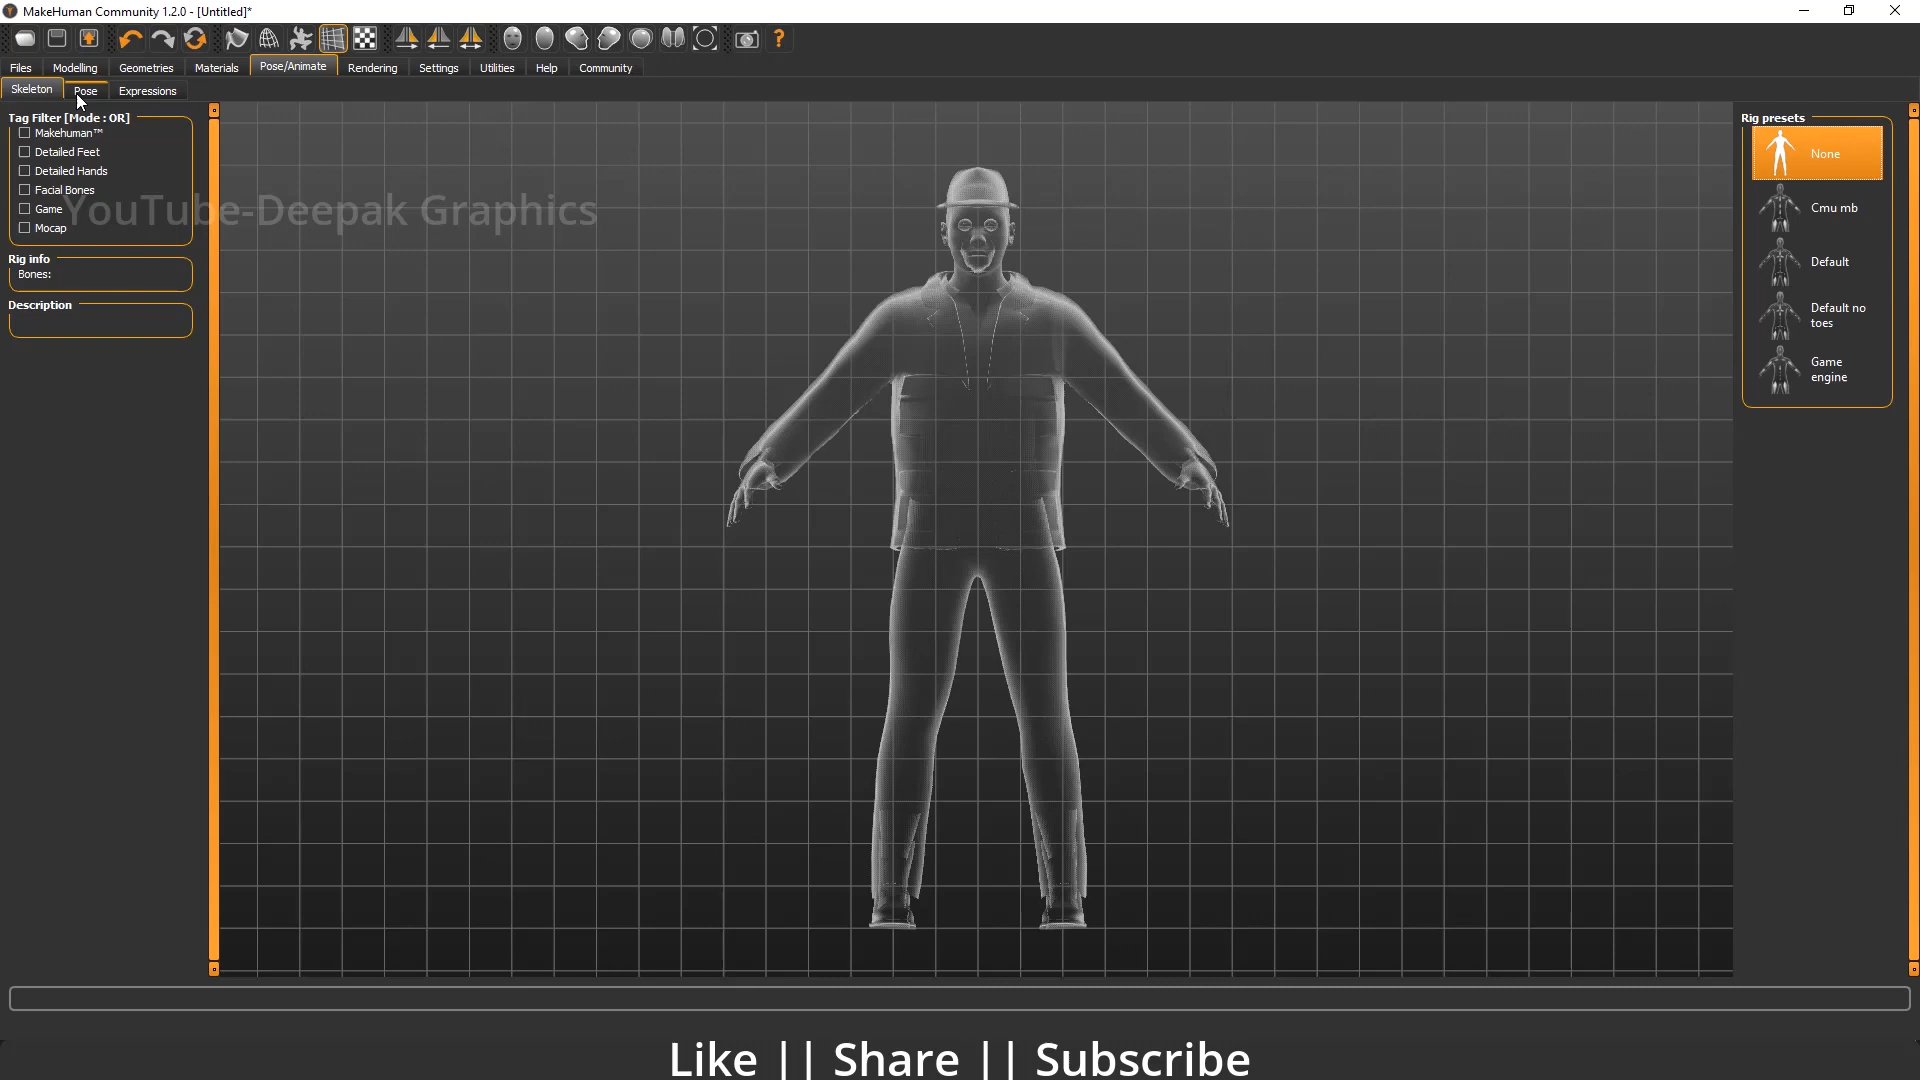 MakeHuman Community 1.2.0 - [Untitled]*
Files Modelling Geometries Materials Pose/Animate Rendering Settings Utilities Help Community
Skeleton Pose Expressions
Tag Filter [Mode : OR]
Makehuman™
Detailed Feet
Detailed Hands
Facial Bones
Game
Mocap
YouTube-Deepak Graphics
Rig info
Bones:
Description
Rig presets
None
Cmu mb
Default
Default no
toes
Game
engine
Like || Share || Subscribe